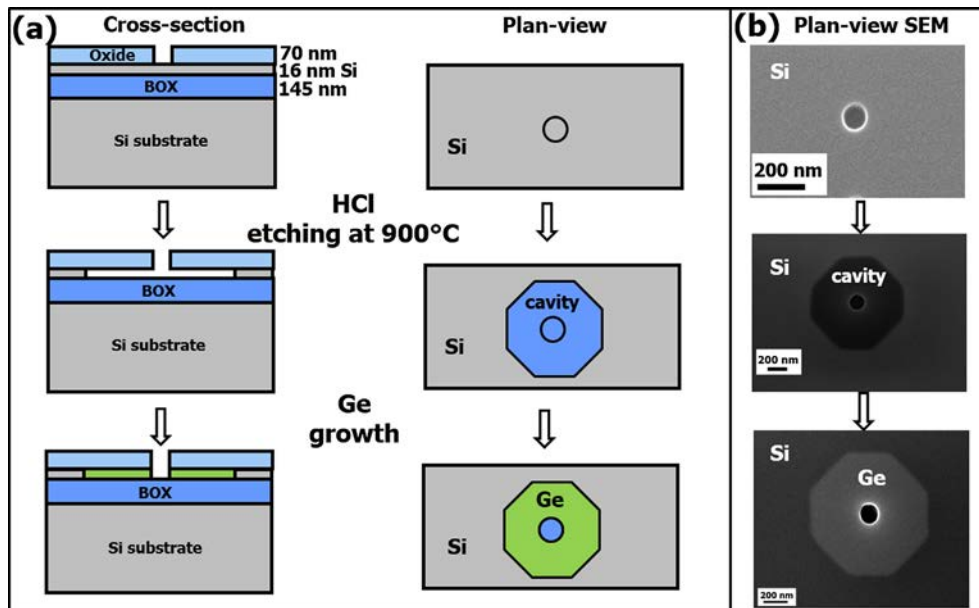 (a)
Cross-section
Plan-view
Oxide
70 nm
16 nm Si
BOX
145 nm
Si substrate
Si
HCl
etching at 900°C
BOX
Si substrate
cavity
Si
Ge
growth
BOX
Si substrate
Ge
Si
(b)
Plan-view SEM
Si
200 nm
Si
cavity
200 nm
Si
Ge
200 nm